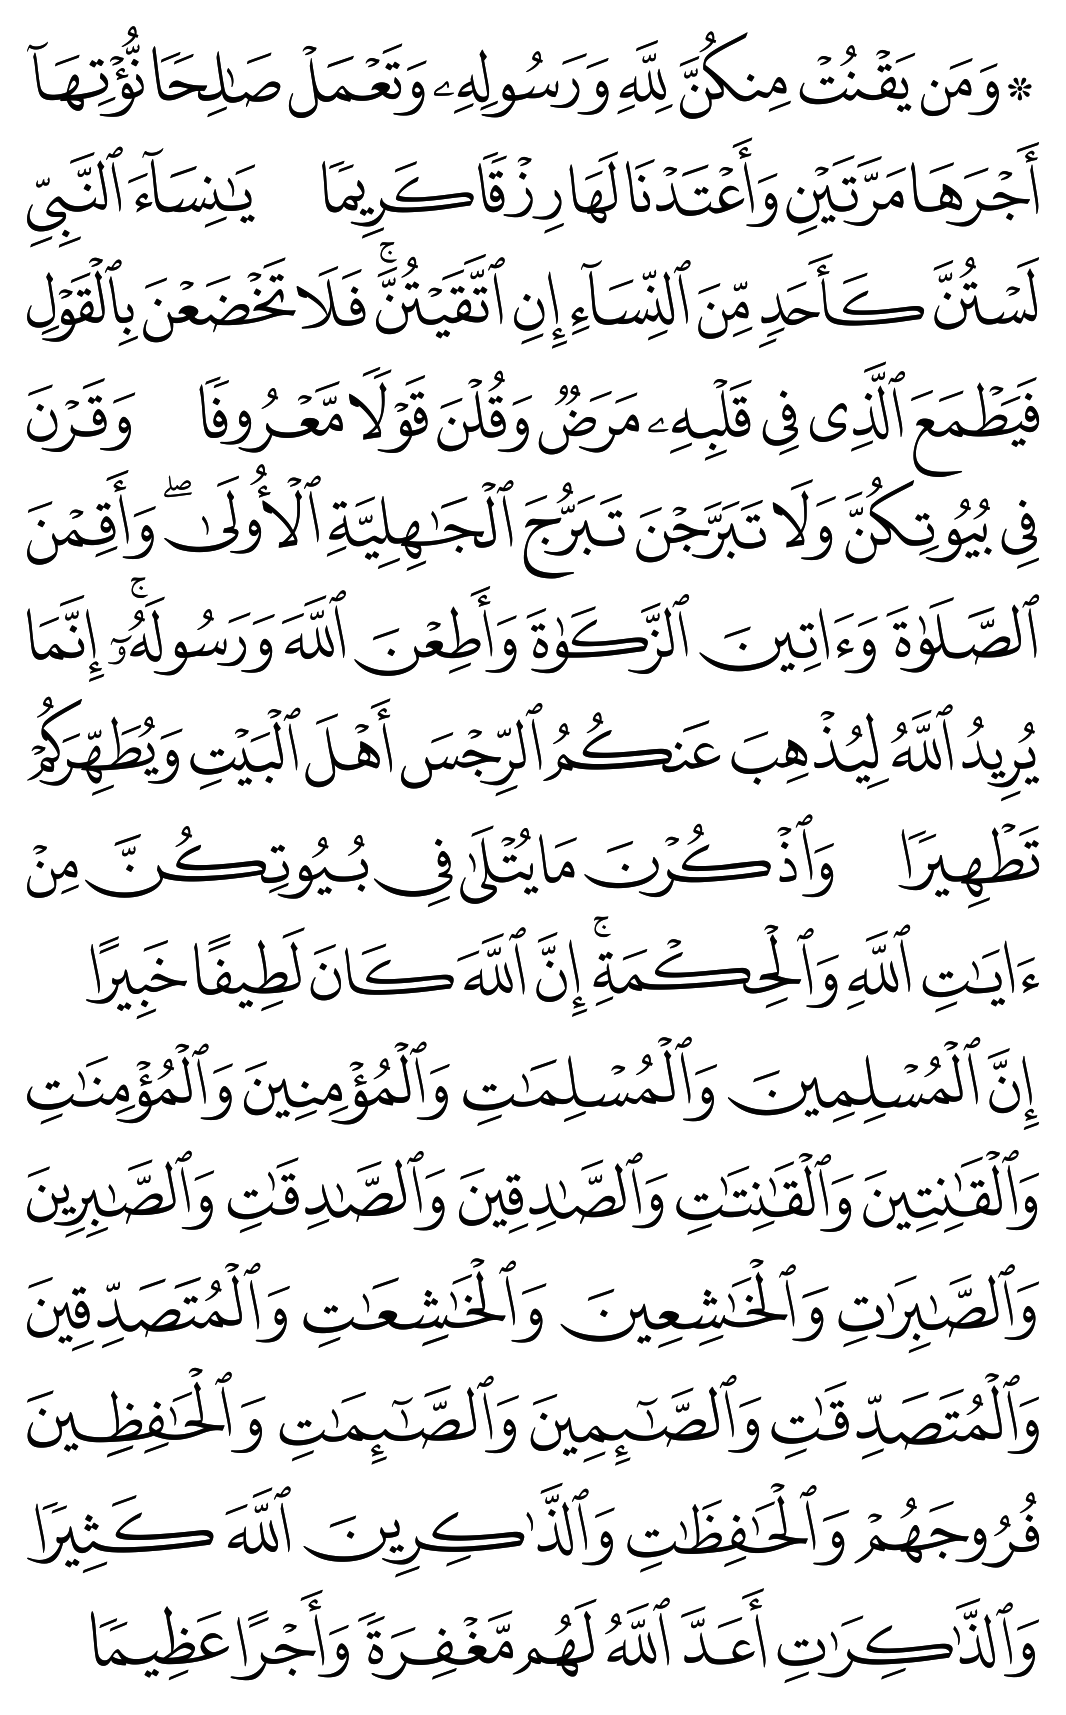 ۞ وَمَن يَقۡنُتۡ مِنكُنَّ لِلَّهِ وَرَسُولِهِۦ وَتَعۡمَلۡ صَٰلِحٗا نُّؤۡتِهَآ
أَجۡرَهَا مَرَّتَيۡنِ وَأَعۡتَدۡنَا لَهَا رِزۡقٗا كَرِيمٗا يَٰنِسَآءَ ٱلنَّبِيِّ
لَسۡتُنَّ كَأَحَدٖ مِّنَ ٱلنِّسَآءِ إِنِ ٱتَّقَيۡتُنَّۚ فَلَا تَخۡضَعۡنَ بِٱلۡقَوۡلِ
فَيَطۡمَعَ ٱلَّذِي فِي قَلۡبِهِۦ مَرَضٞ وَقُلۡنَ قَوۡلٗا مَّعۡرُوفٗا وَقَرۡنَ
فِي بُيُوتِكُنَّ وَلَا تَبَرَّجۡنَ تَبَرُّجَ ٱلۡجَٰهِلِيَّةِ ٱلۡأُولَىٰۖ وَأَقِمۡنَ
ٱلصَّلَوٰةَ وَءَاتِينَ ٱلزَّكَوٰةَ وَأَطِعۡنَ ٱللَّهَ وَرَسُولَهُۥٓۚ إِنَّمَا
يُرِيدُ ٱللَّهُ لِيُذۡهِبَ عَنكُمُ ٱلرِّجۡسَ أَهۡلَ ٱلۡبَيۡتِ وَيُطَهِّرَكُمۡ
تَطۡهِيرٗا وَٱذۡكُرۡنَ مَا يُتۡلَىٰ فِي بُيُوتِكُنَّ مِنۡ
ءَايَٰتِ ٱللَّهِ وَٱلۡحِكۡمَةِۚ إِنَّ ٱللَّهَ كَانَ لَطِيفًا خَبِيرًا
إِنَّ ٱلۡمُسۡلِمِينَ وَٱلۡمُسۡلِمَٰتِ وَٱلۡمُؤۡمِنِينَ وَٱلۡمُؤۡمِنَٰتِ
وَٱلۡقَٰنِتِينَ وَٱلۡقَٰنِتَٰتِ وَٱلصَّٰدِقِينَ وَٱلصَّٰدِقَٰتِ وَٱلصَّٰبِرِينَ
وَٱلصَّٰبِرَٰتِ وَٱلۡخَٰشِعِينَ وَٱلۡخَٰشِعَٰتِ وَٱلۡمُتَصَدِّقِينَ
وَٱلۡمُتَصَدِّقَٰتِ وَٱلصَّٰٓئِمِينَ وَٱلصَّٰٓئِمَٰتِ وَٱلۡحَٰفِظِينَ
فُرُوجَهُمۡ وَٱلۡحَٰفِظَٰتِ وَٱلذَّٰكِرِينَ ٱللَّهَ كَثِيرٗا
وَٱلذَّٰكِرَٰتِ أَعَدَّ ٱللَّهُ لَهُم مَّغۡفِرَةٗ وَأَجۡرًا عَظِيمٗا